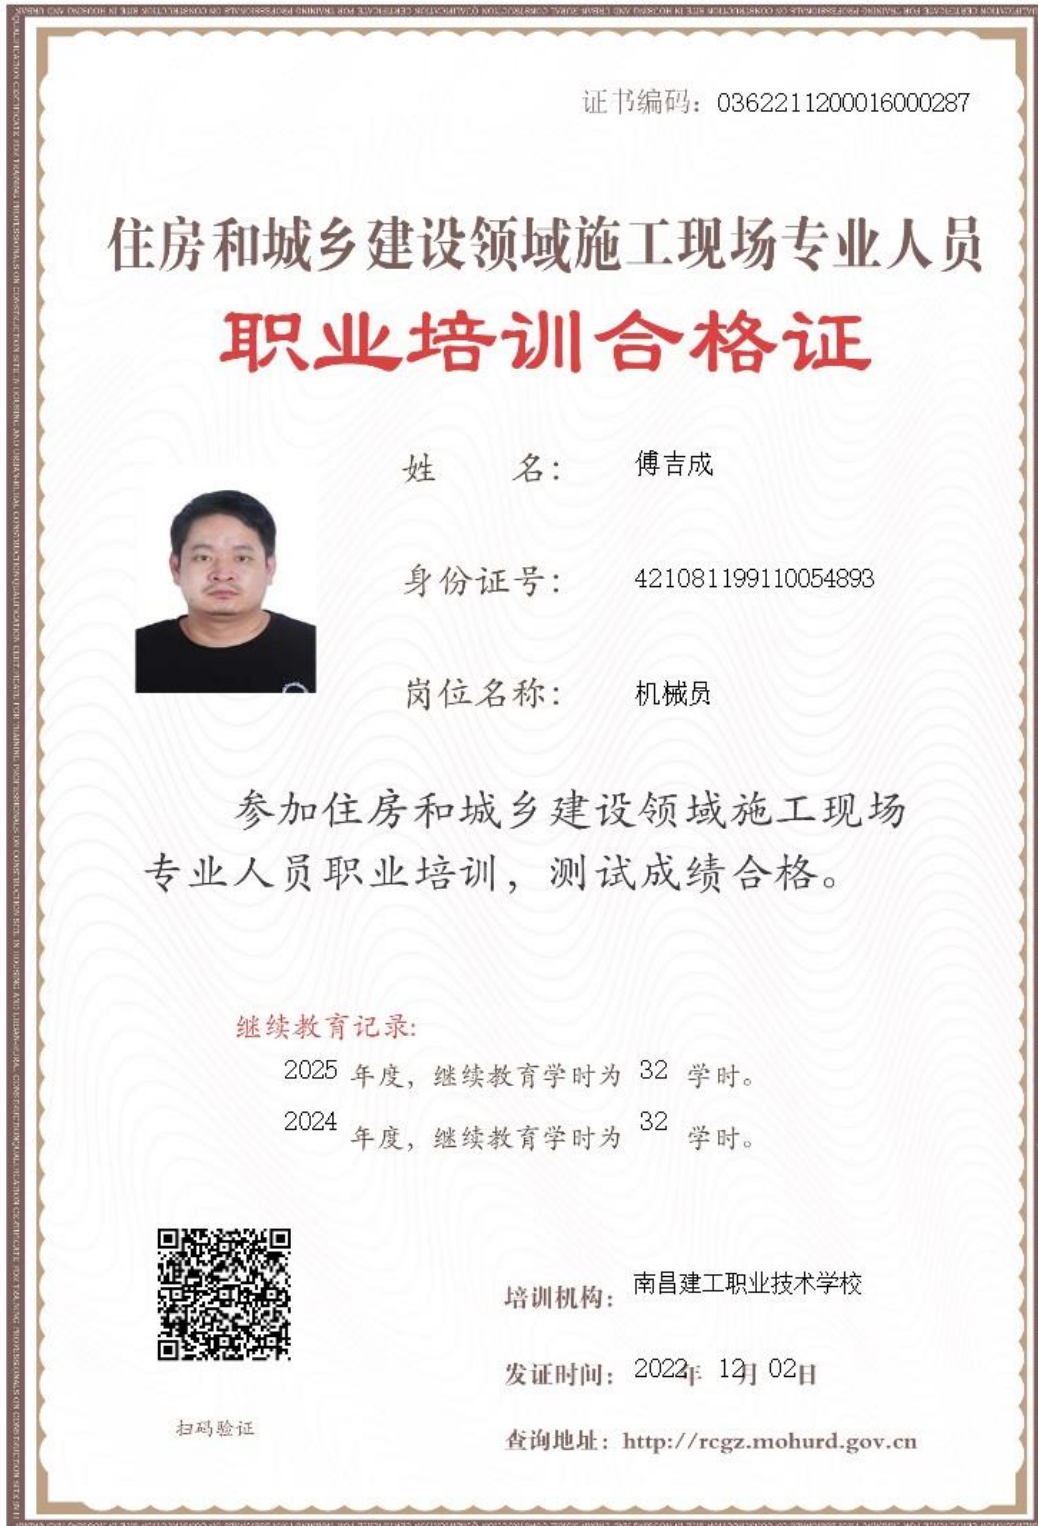 证书编码：0362211200016000287
住房和城乡建设领域施工现场专业人员
职业培训合格证
姓名：傅吉成
身份证号：421081199110054893
岗位名称：机械员
参加住房和城乡建设领域施工现场
专业人员职业培训，测试成绩合格。
继续教育记录:
2025 年度，继续教育学时为 32 学时。
2024 年度，继续教育学时为 32 学时。
培训机构：南昌建工职业技术学校
发证时间：2022年 12月 02日
扫码验证
查询地址：http://rcgz.mohurd.gov.cn